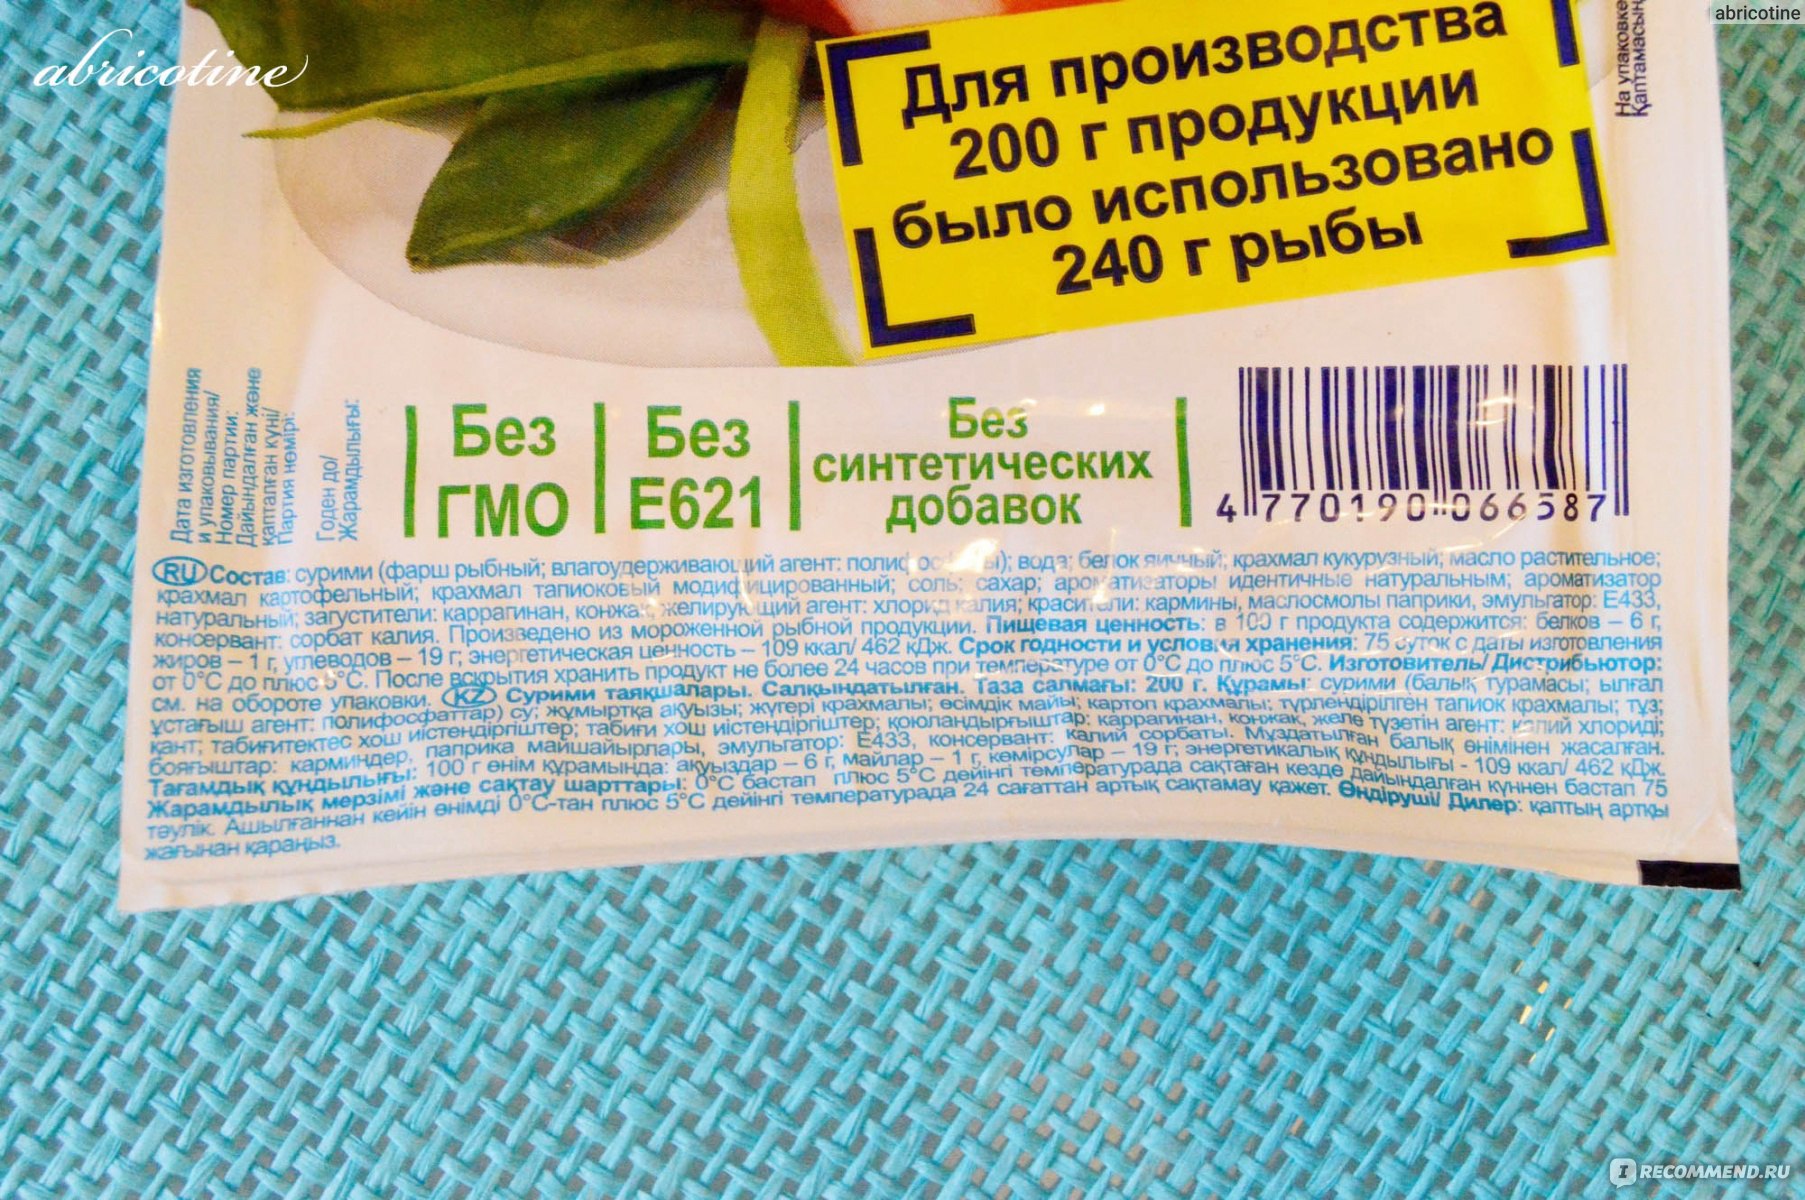 abricotine
abricotine
Для производства
200 г продукции
было использовано
240 г рыбы
На упаковке
Қаптамасын
Дата изготовления
и упаковывания/
Номер партии:
Дайындалған және
қапталған күні/
Партия нөмірі:
Годен до/
Жарамдылығы:
Без
ГМО
Без
Е621
Без
синтетических
добавок
4 770190 066587
RU Состав: сурими (фарш рыбный; влагоудерживающий агент: полифосфаты); вода; белок яичный; крахмал кукурузный; масло растительное;
крахмал картофельный; крахмал тапиоковый модифицированный; соль; сахар; ароматизаторы идентичные натуральным; ароматизатор
натуральный; загустители: каррагинан, конжак, желирующий агент: хлорид калия; красители: кармины, маслосмолы паприки, эмульгатор: Е433,
консервант: сорбат калия. Произведено из мороженной рыбной продукции. Пищевая ценность: в 100 г продукта содержится: белков – 6 г,
жиров – 1 г, углеводов – 19 г; энергетическая ценность – 109 ккал/ 462 кДж. Срок годности и условия хранения: 75 суток с даты изготовления
от 0°С до плюс 5°С. После вскрытия хранить продукт не более 24 часов при температуре от 0°С до плюс 5°С. Изготовитель/ Дистрибьютор:
см. на обороте упаковки. KZ Сурими таяқшалары. Салқындатылған. Таза салмағы: 200 г. Құрамы: сурими (балық турамасы; ылғал
ұстағыш агент: полифосфаттар) су; жұмыртқа ақуызы; жүгері крахмалы; өсімдік майы; картоп крахмалы; түрлендірілген тапиок крахмалы; тұз;
қант; табиғитектес хош иістендіргіштер; табиғи хош иістендіргіштер; қоюландырғыштар: каррагинан, конжак, желе түзетін агент: калий хлориді;
бояғыштар: карминдер, паприка майшайырлары, эмульгатор: Е433, консервант: калий сорбаты. Мұздатылған балық өнімінен жасалған.
Тағамдық құндылығы: 100 г өнім құрамында: ақуыздар – 6 г, майлар – 1 г, көмірсулар – 19 г; энергетикалық құндылығы - 109 ккал/ 462 кДж.
Жарамдылық мерзімі және сақтау шарттары: 0°С бастап плюс 5°С дейінгі температурада сақтаған кезде дайындалған күннен бастап 75
тәулік. Ашылғаннан кейін өнімді 0°С-тан плюс 5°С дейінгі температурада 24 сағаттан артық сақтамау қажет. Өндіруші/ Дилер: қаптың артқы
жағынан қараңыз.
IRECOMMEND.RU